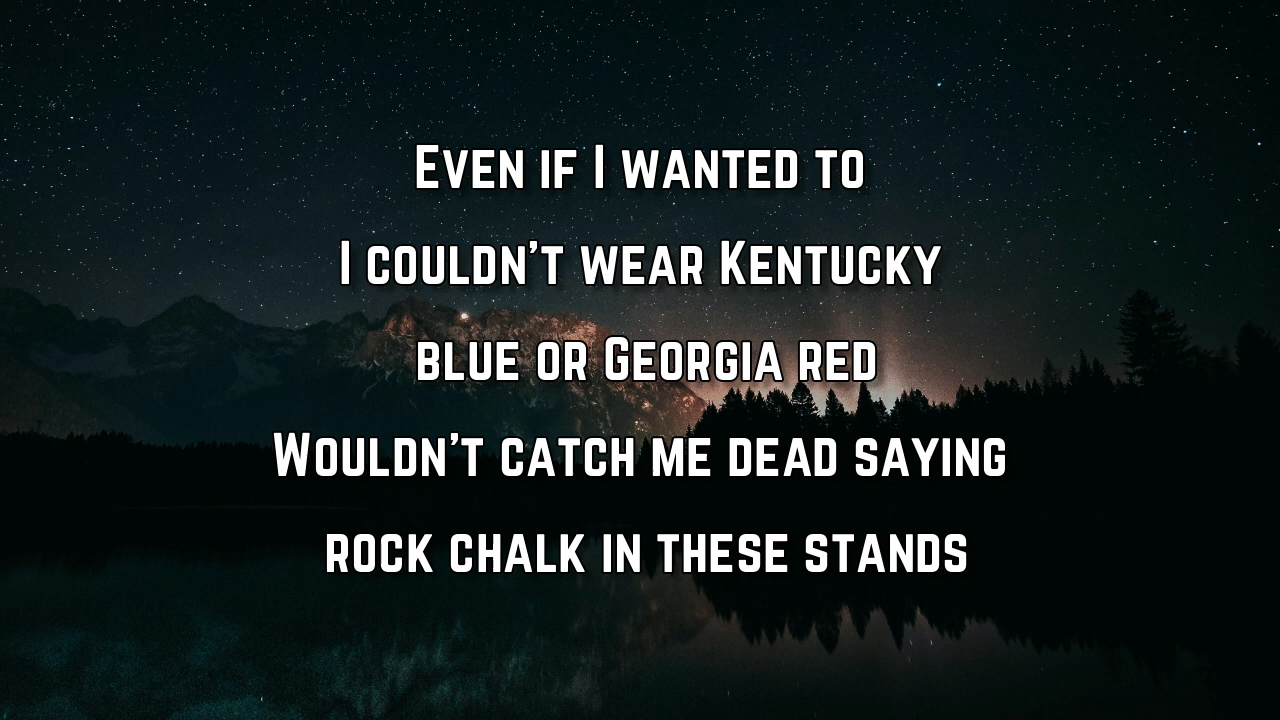 Even if I wanted to
I couldn't wear Kentucky
blue or Georgia red
Wouldn't catch me dead saying
rock chalk in these stands